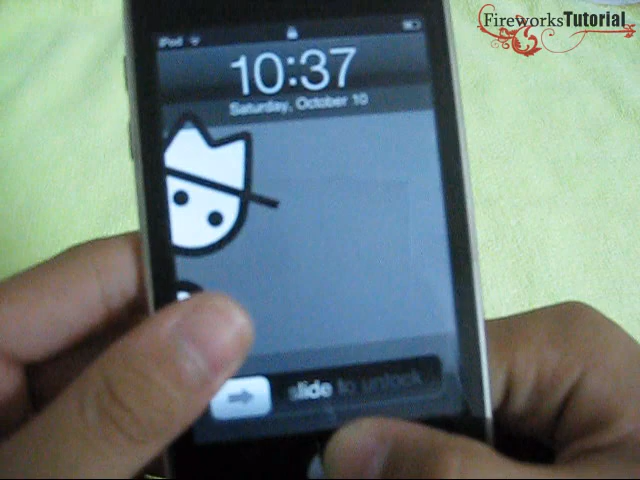 FireworksTutorial
iPod
10:37
Saturday, October 10
slide to unlock